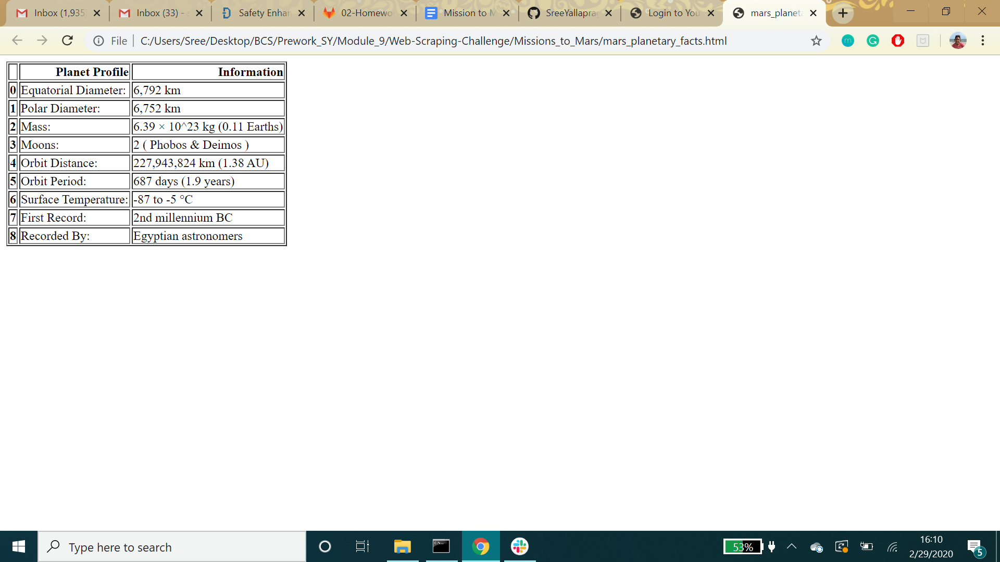 Inbox (1,935
Inbox (33) -
Safety Enhan
02-Homewo
Mission to M
SreeYallapra
Login to You
mars_planeta
File
C:/Users/Sree/Desktop/BCS/Prework_SY/Module_9/Web-Scraping-Challenge/Missions_to_Mars/mars_planetary_facts.html
Planet Profile Information
0 Equatorial Diameter: 6,792 km
1 Polar Diameter: 6,752 km
2 Mass: 6.39 × 10^23 kg (0.11 Earths)
3 Moons: 2 ( Phobos & Deimos )
4 Orbit Distance: 227,943,824 km (1.38 AU)
5 Orbit Period: 687 days (1.9 years)
6 Surface Temperature: -87 to -5 °C
7 First Record: 2nd millennium BC
8 Recorded By: Egyptian astronomers
Type here to search
53%
16:10
2/29/2020
5